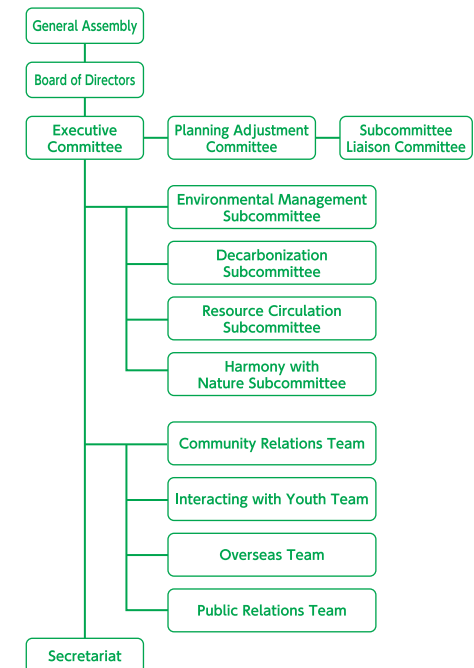 General Assembly
Board of Directors
Executive
Committee
Planning Adjustment
Committee
Subcommittee
Liaison Committee
Environmental Management
Subcommittee
Decarbonization
Subcommittee
Resource Circulation
Subcommittee
Harmony with
Nature Subcommittee
Community Relations Team
Interacting with Youth Team
Overseas Team
Public Relations Team
Secretariat